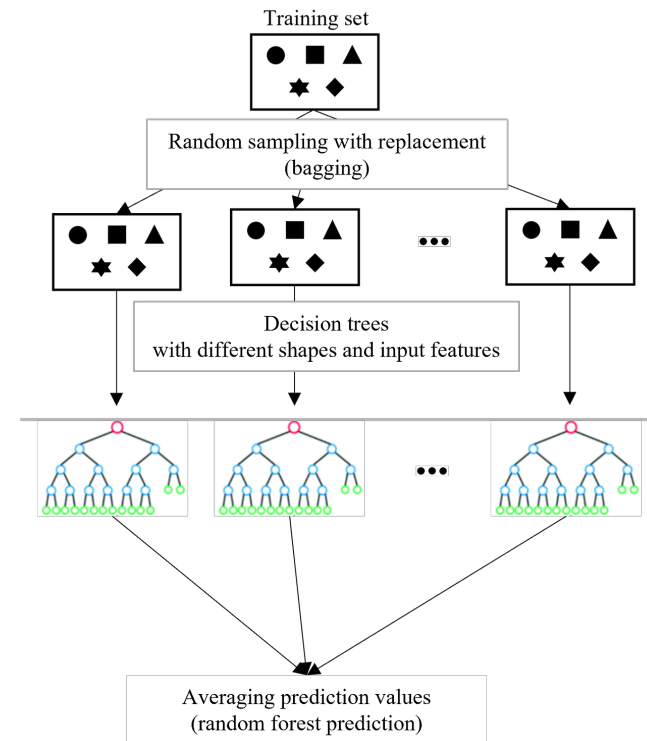 Training set
Random sampling with replacement
(bagging)
Decision trees
with different shapes and input features
Averaging prediction values
(random forest prediction)